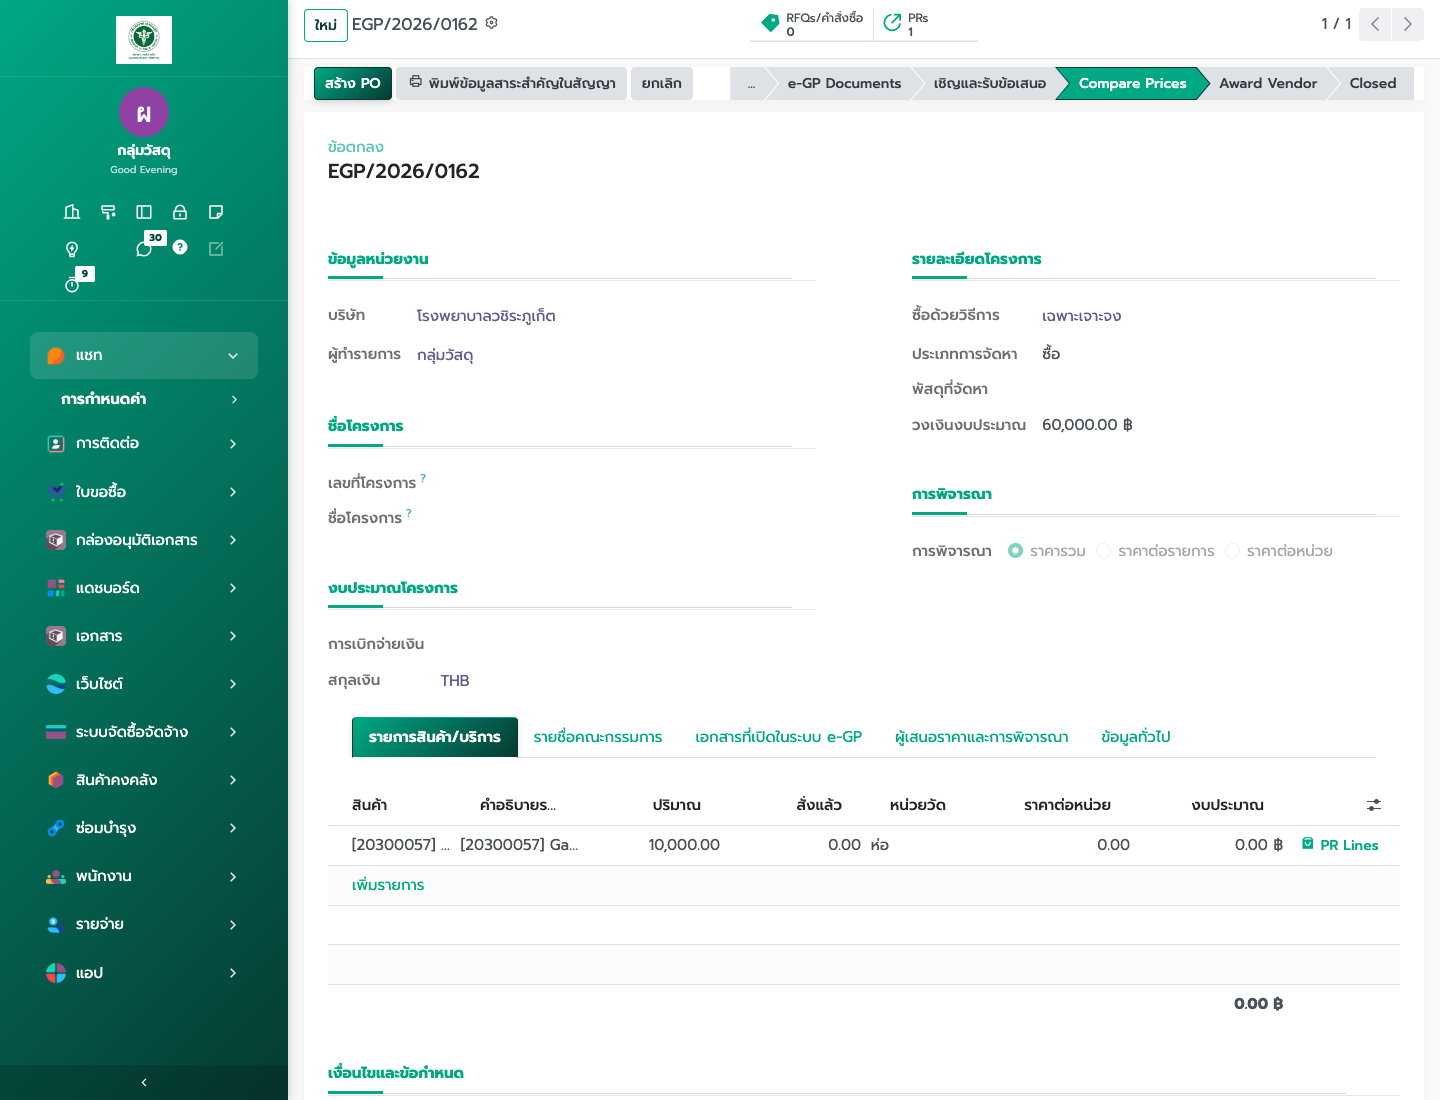 ใหม่ EGP/2026/0162
RFQs/คำสั่งซื้อ
0
PRs
1
1 / 1
สร้าง PO
พิมพ์ข้อมูลสาระสำคัญในสัญญา
ยกเลิก
...
e-GP Documents
เชิญและรับข้อเสนอ
Compare Prices
Award Vendor
Closed
ผ
กลุ่มวัสดุ
Good Evening
30
?
9
แชท
การกำหนดค่า
การติดต่อ
ใบขอซื้อ
กล่องอนุมัติเอกสาร
แดชบอร์ด
เอกสาร
เว็บไซต์
ระบบจัดซื้อจัดจ้าง
สินค้าคงคลัง
ซ่อมบำรุง
พนักงาน
รายจ่าย
แอป
ข้อตกลง
EGP/2026/0162
ข้อมูลหน่วยงาน
บริษัท โรงพยาบาลวชิระภูเก็ต
ผู้ทำรายการ กลุ่มวัสดุ
ชื่อโครงการ
เลขที่โครงการ ?
ชื่อโครงการ ?
งบประมาณโครงการ
การเบิกจ่ายเงิน
สกุลเงิน THB
รายละเอียดโครงการ
ซื้อด้วยวิธีการ เฉพาะเจาะจง
ประเภทการจัดหา ซื้อ
พัสดุที่จัดหา
วงเงินงบประมาณ 60,000.00 ฿
การพิจารณา
การพิจารณา ราคารวม ราคาต่อรายการ ราคาต่อหน่วย
รายการสินค้า/บริการ รายชื่อคณะกรรมการ เอกสารที่เปิดในระบบ e-GP ผู้เสนอราคาและการพิจารณา ข้อมูลทั่วไป
สินค้า คำอธิบายร... ปริมาณ สั่งแล้ว หน่วยวัด ราคาต่อหน่วย งบประมาณ
[20300057] ... [20300057] Ga... 10,000.00 0.00 ห่อ 0.00 0.00 ฿ PR Lines
เพิ่มรายการ
0.00 ฿
เงื่อนไขและข้อกำหนด